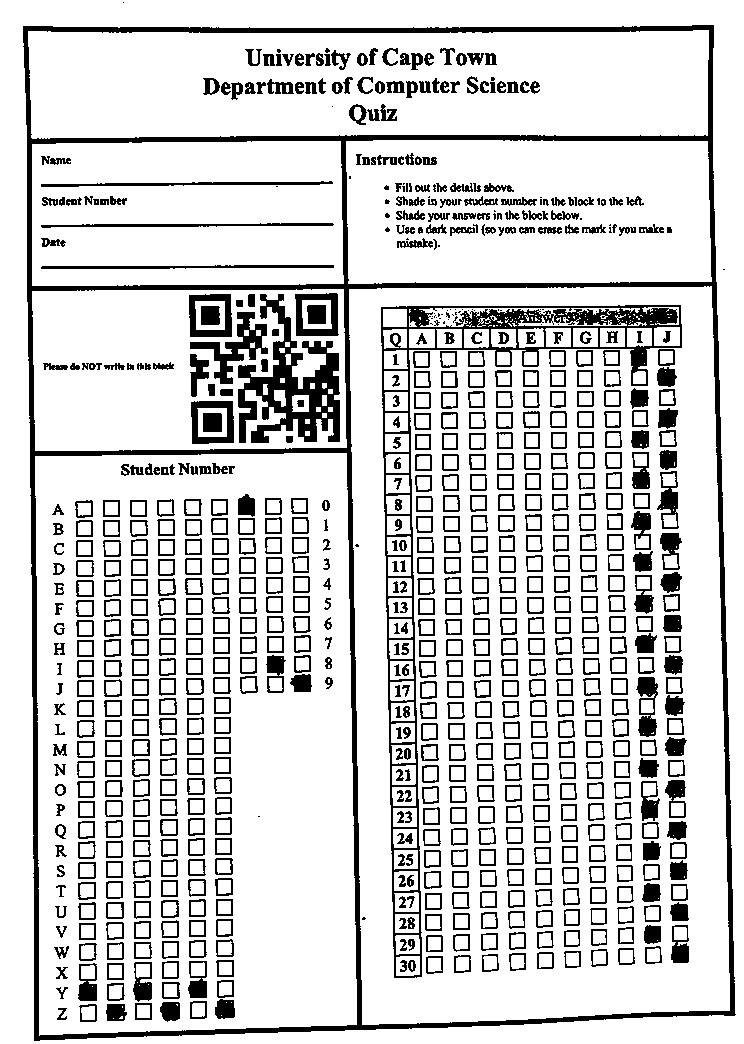 University of Cape Town
Department of Computer Science
Quiz
Name
Student Number
Date
Instructions
• Fill out the details above.
• Shade in your student number in the block to the left.
• Shade your answers in the block below.
• Use a dark pencil (so you can erase the mark if you make a
mistake).
Please do NOT write in this block
Student Number
A 0
B 1
C 2
D 3
E 4
F 5
G 6
H 7
I 8
J 9
K
L
M
N
O
P
Q
R
S
T
U
V
W
X
Y
Z
Answers
Q A B C D E F G H I J
1
2
3
4
5
6
7
8
9
10
11
12
13
14
15
16
17
18
19
20
21
22
23
24
25
26
27
28
29
30